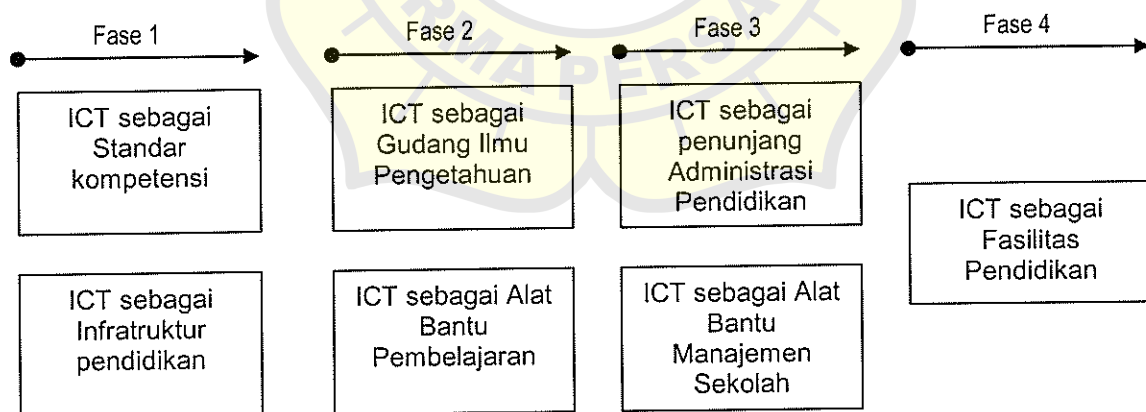 Fase 1
Fase 2
Fase 3
Fase 4
ICT sebagai
Standar
kompetensi
ICT sebagai
Gudang Ilmu
Pengetahuan
ICT sebagai
penunjang
Administrasi
Pendidikan
ICT sebagai
Fasilitas
Pendidikan
ICT sebagai
Infratruktur
pendidikan
ICT sebagai Alat
Bantu
Pembelajaran
ICT sebagai Alat
Bantu
Manajemen
Sekolah
RMA PERSA